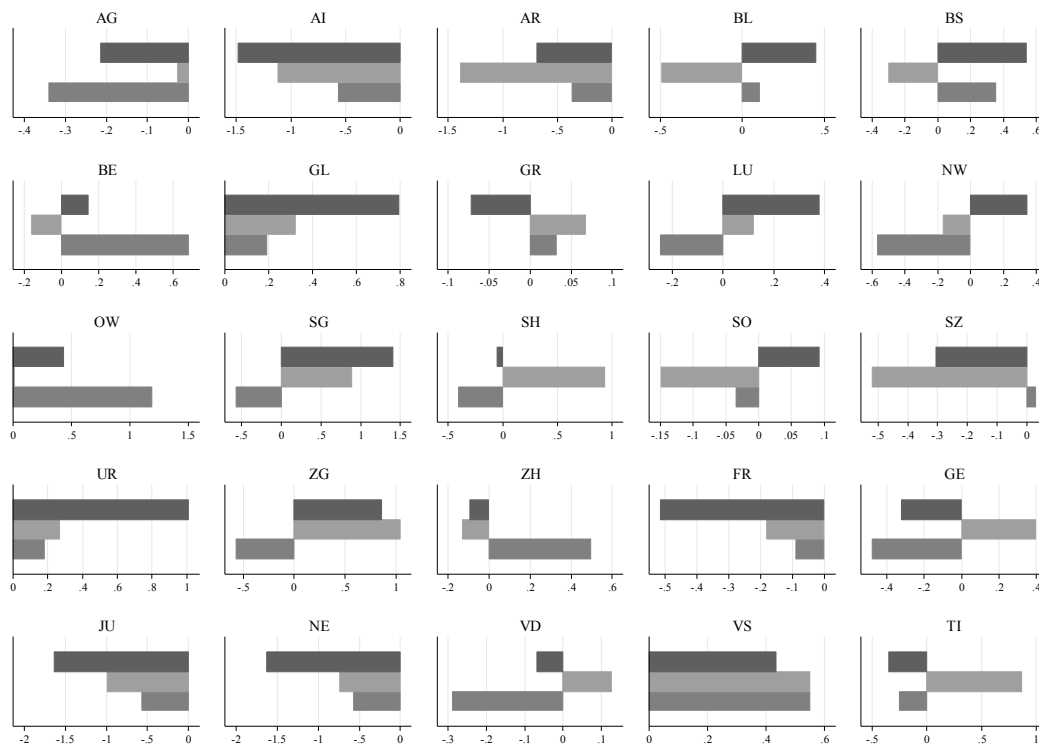 AG AI AR BL BS
-.4 -.3 -.2 -.1 0 -1.5 -1 -.5 0 -1.5 -1 -.5 0 -.5 0 .5 -.4 -.2 0 .2 .4 .6
BE GL GR LU NW
-.2 0 .2 .4 .6 0 .2 .4 .6 .8 -.1 -.05 0 .05 .1 -.2 0 .2 .4 -.6 -.4 -.2 0 .2 .4
OW SG SH SO SZ
0 .5 1 1.5 -.5 0 .5 1 1.5 -.5 0 .5 1 -.15 -.1 -.05 0 .05 .1 -.5 -.4 -.3 -.2 -.1 0
UR ZG ZH FR GE
0 .2 .4 .6 .8 1 -.5 0 .5 1 -.2 0 .2 .4 .6 -.5 -.4 -.3 -.2 -.1 0 -.4 -.2 0 .2 .4
JU NE VD VS TI
-2 -1.5 -1 -.5 0 -2 -1.5 -1 -.5 0 -.3 -.2 -.1 0 .1 0 .2 .4 .6 -.5 0 .5 1